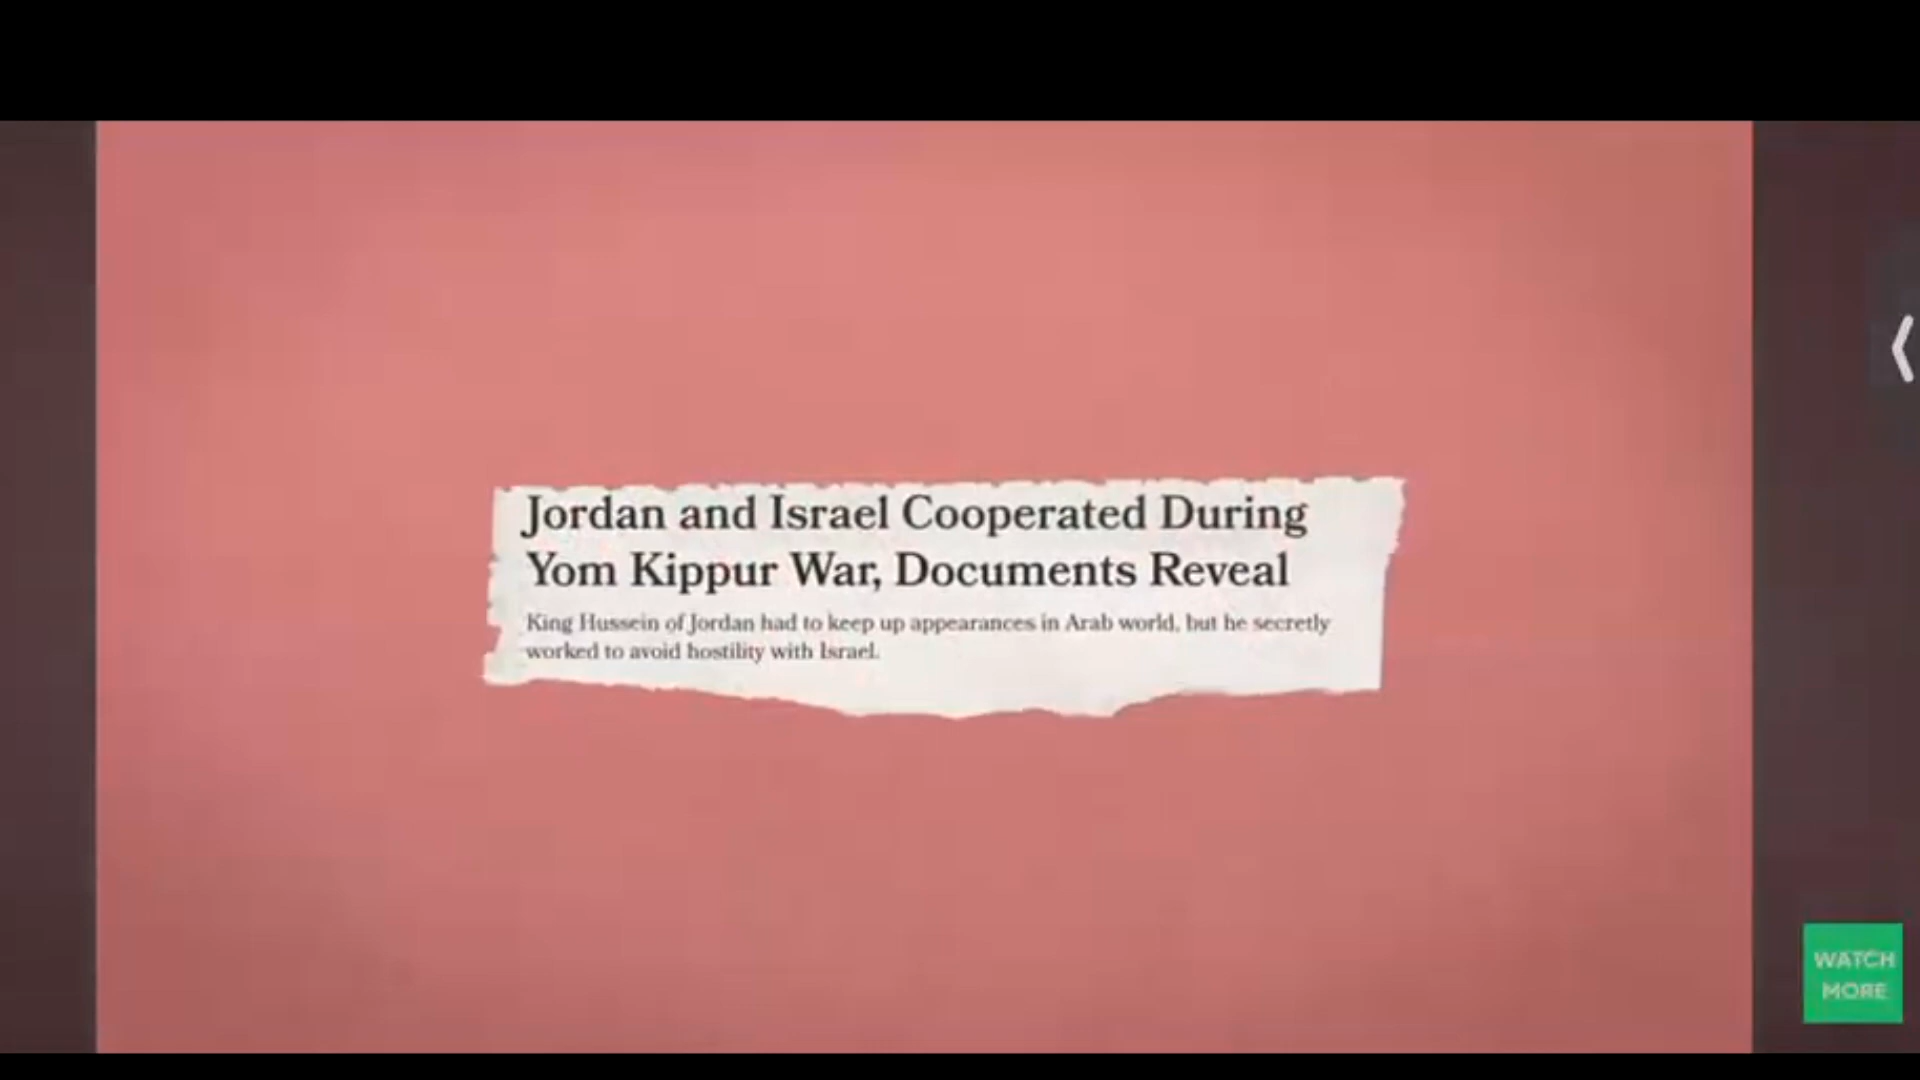 Jordan and Israel Cooperated During
Yom Kippur War, Documents Reveal
King Hussein of Jordan had to keep up appearances in Arab world, but he secretly
worked to avoid hostility with Israel.
WATCH
MORE